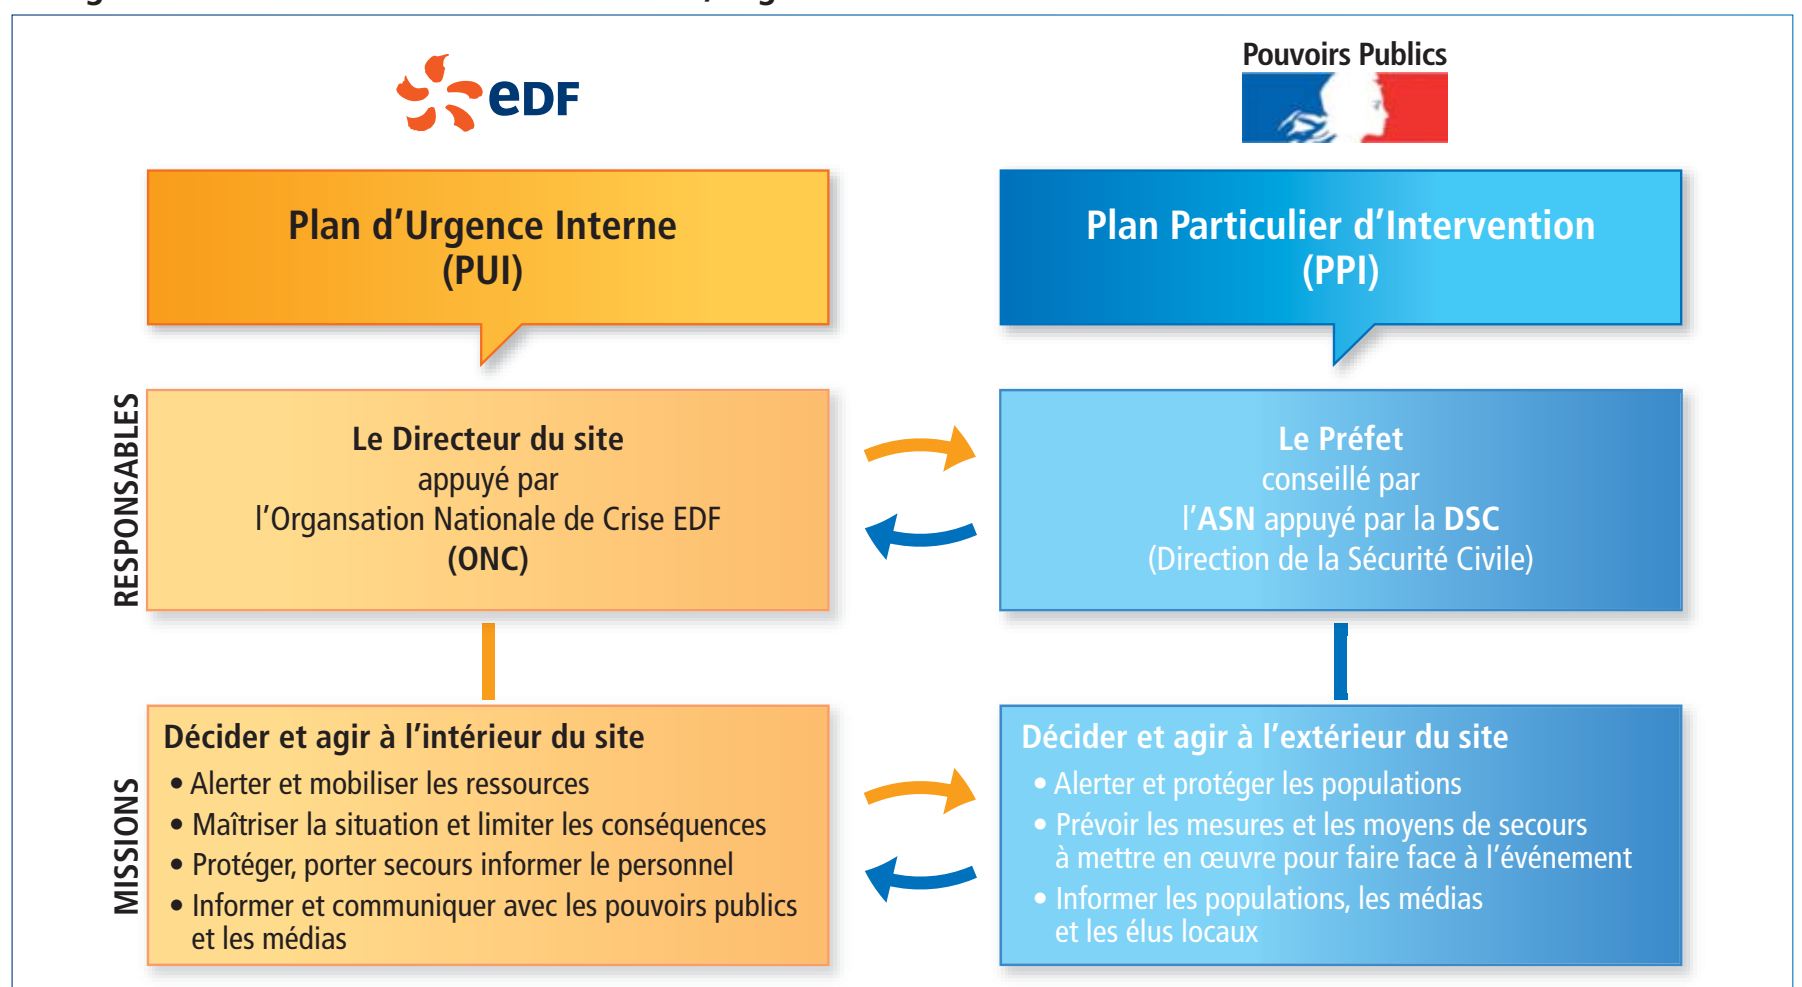 eDF
Pouvoirs Publics
Plan d’Urgence Interne
(PUI)
Plan Particulier d’Intervention
(PPI)
RESPONSABLES
Le Directeur du site
appuyé par
l’Organsation Nationale de Crise EDF
(ONC)
Le Préfet
conseillé par
l’ASN appuyé par la DSC
(Direction de la Sécurité Civile)
MISSIONS
Décider et agir à l’intérieur du site
• Alerter et mobiliser les ressources
• Maîtriser la situation et limiter les conséquences
• Protéger, porter secours informer le personnel
• Informer et communiquer avec les pouvoirs publics
et les médias
Décider et agir à l’extérieur du site
• Alerter et protéger les populations
• Prévoir les mesures et les moyens de secours
à mettre en œuvre pour faire face à l’événement
• Informer les populations, les médias
et les élus locaux